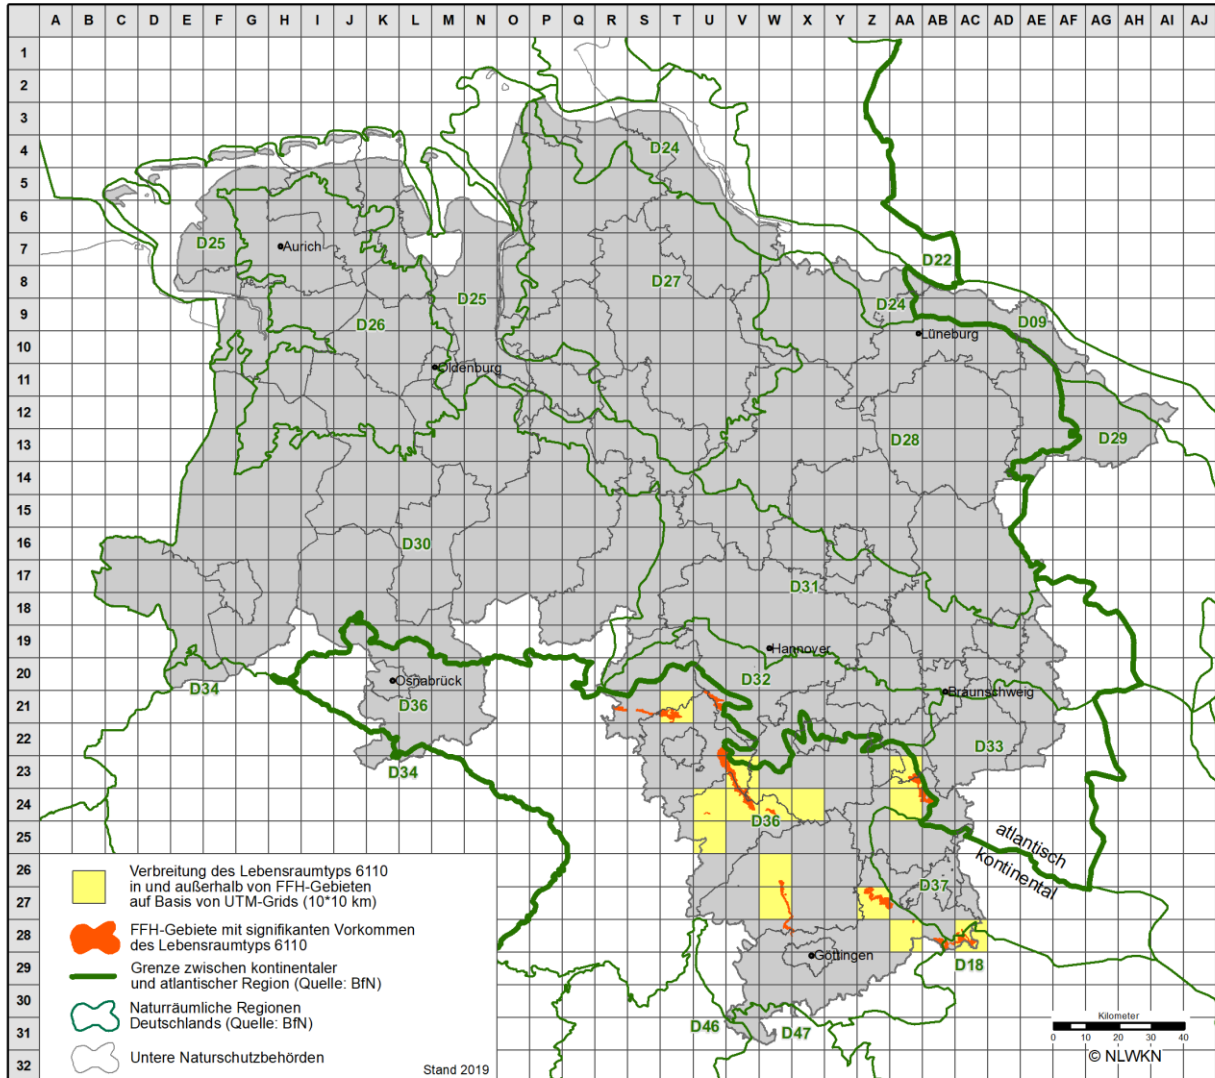 A B C D E F G H I J K L M N O P Q R S T U V W X Y Z AA AB AC AD AE AF AG AH AI AJ
1
2
3
4
D24
5
6
D25
7
Aurich
D22
8
D27
D25
D24
9
D26
D09
Lüneburg
10
Oldenburg
11
12
13
D28
D29
14
15
16
D30
17
D31
18
19
Hannover
20
D34
Osnabrück
D32
Braunschweig
D36
21
22
D33
23
D34
24
D36
atlantisch
kontinental
25
26
D37
27
28
Göttingen
D18
29
30
31
D46
D47
32
Verbreitung des Lebensraumtyps 6110
in und außerhalb von FFH-Gebieten
auf Basis von UTM-Grids (10*10 km)
FFH-Gebiete mit signifikanten Vorkommen
des Lebensraumtyps 6110
Grenze zwischen kontinentaler
und atlantischer Region (Quelle: BfN)
Naturräumliche Regionen
Deutschlands (Quelle: BfN)
Untere Naturschutzbehörden
Stand 2019
Kilometer
0 10 20 30 40
© NLWKN